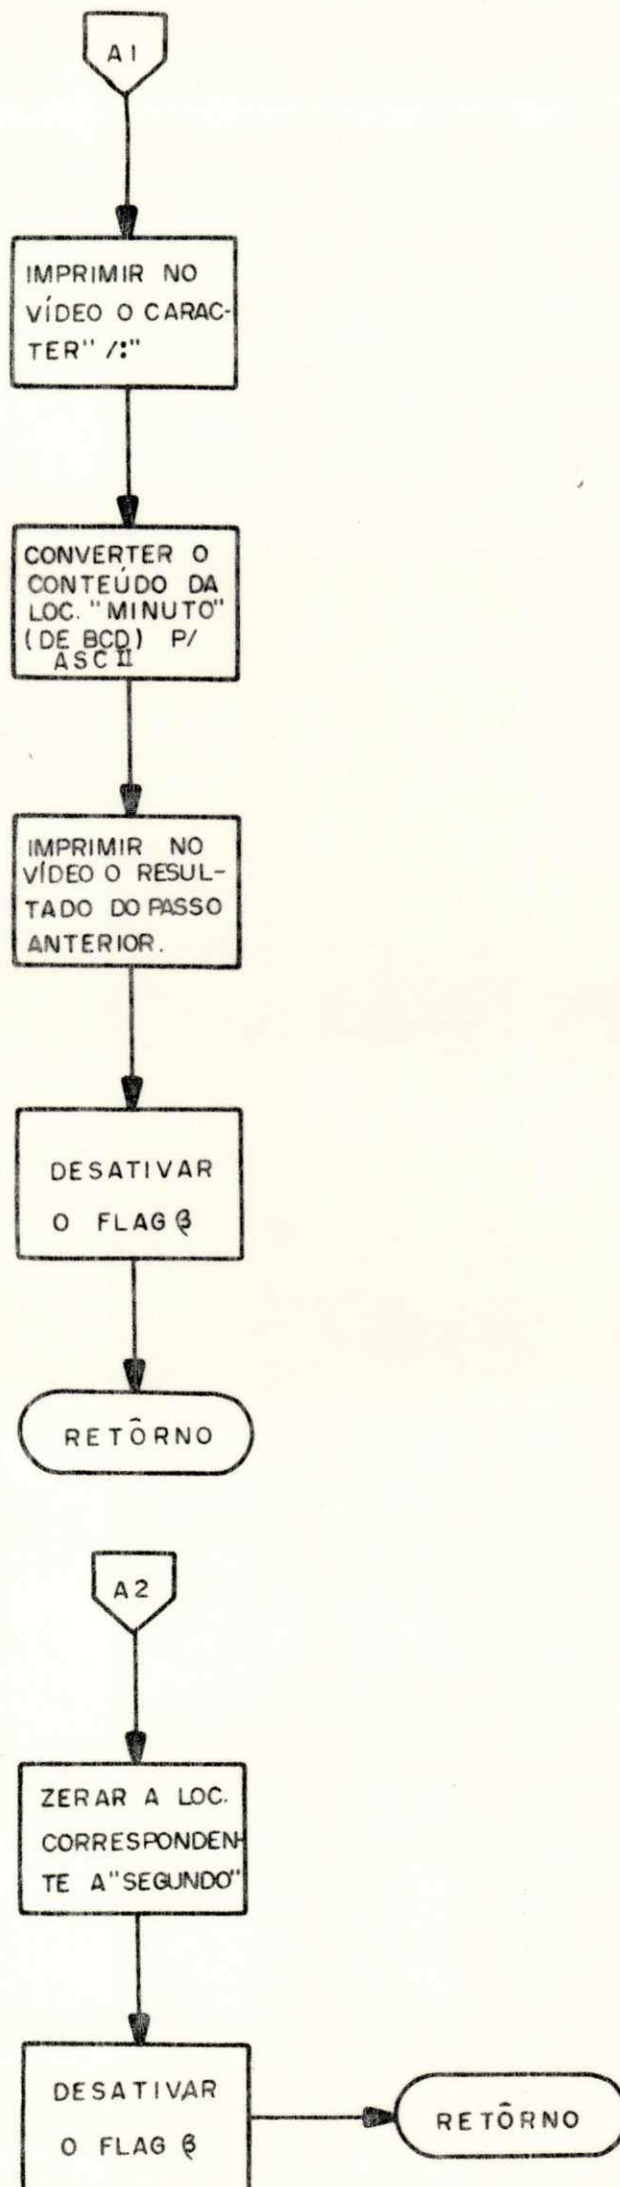 A1
IMPRIMIR NO
VÍDEO O CARAC-
TER" /:"
CONVERTER O
CONTEÚDO DA
LOC. "MINUTO"
(DE BCD) P/
ASCII
IMPRIMIR NO
VÍDEO O RESUL-
TADO DO PASSO
ANTERIOR.
DESATIVAR
O FLAG β
RETÔRNO
A2
ZERAR A LOC.
CORRESPONDEN-
TE A "SEGUNDO"
DESATIVAR
O FLAG β
RETÔRNO